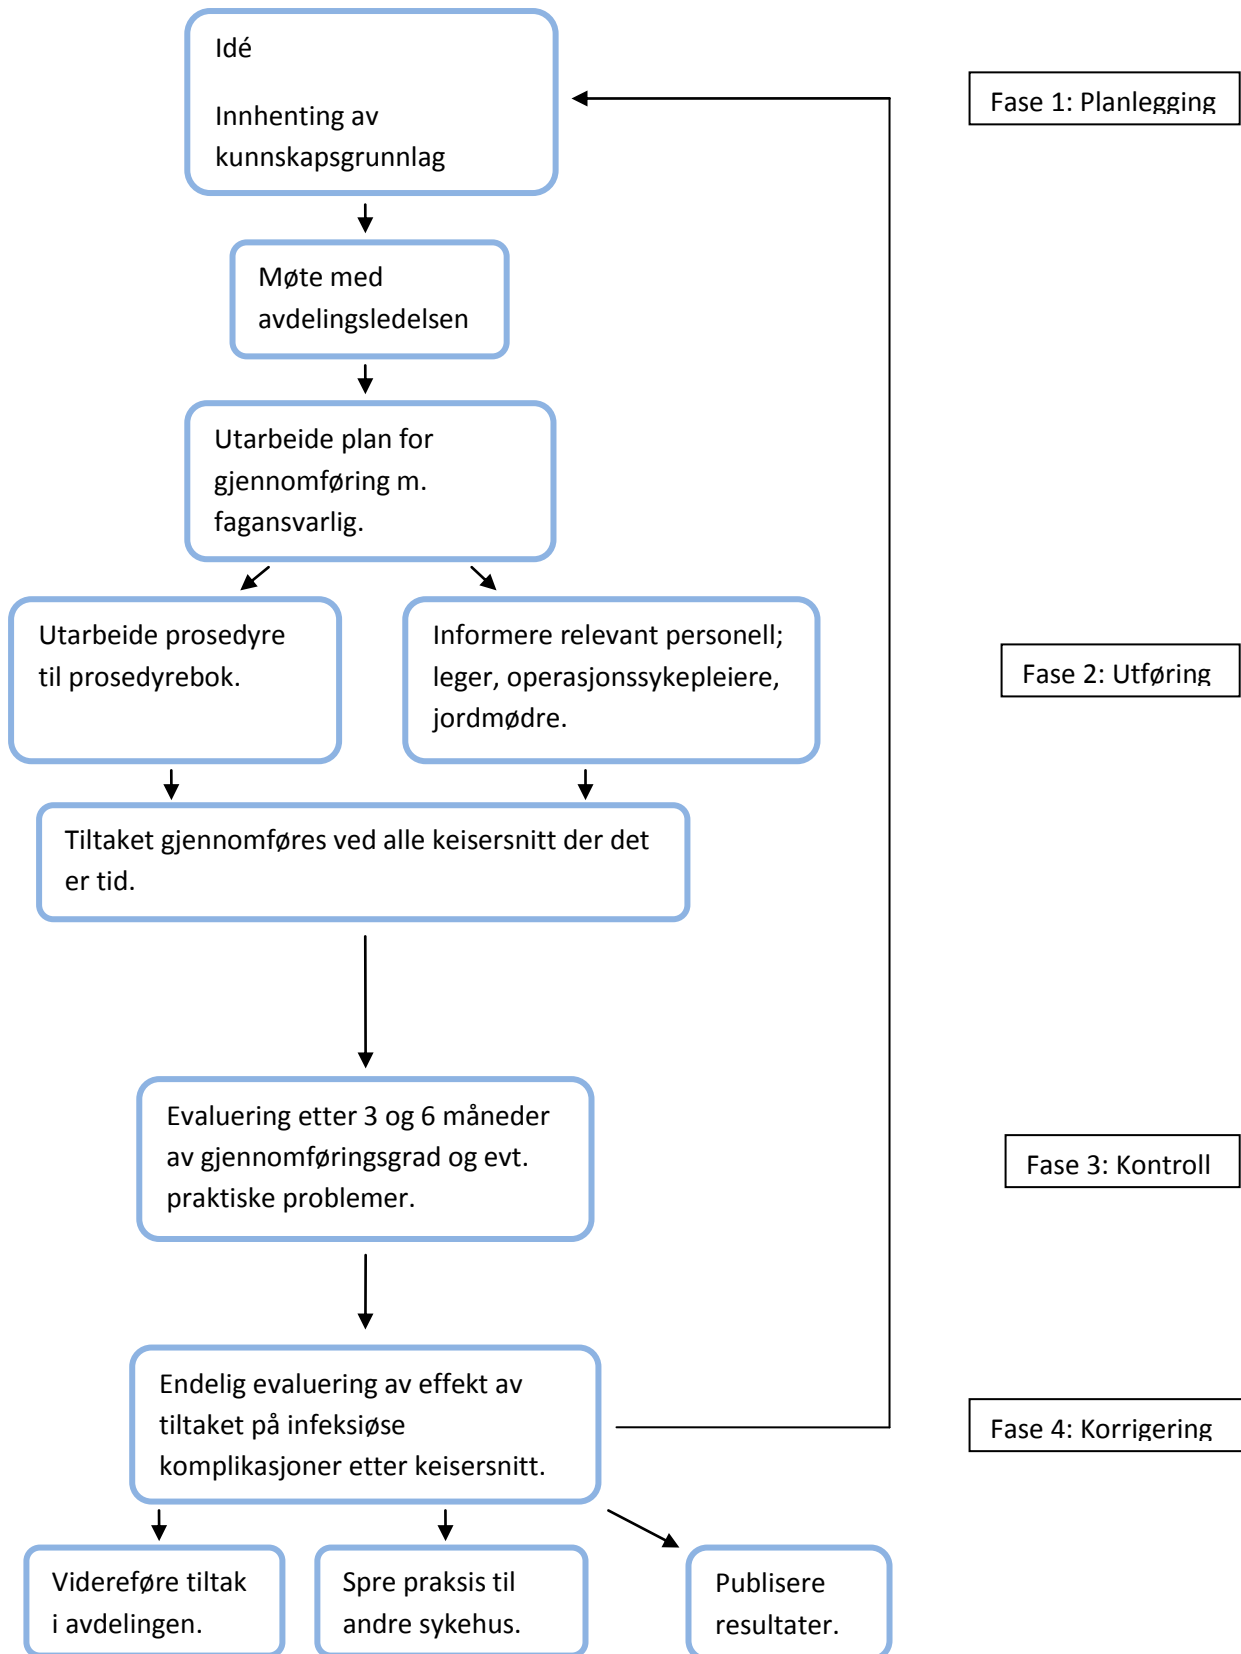 Idé
Innhenting av
kunnskapsgrunnlag
Fase 1: Planlegging
Møte med
avdelingsledelsen
Utarbeide plan for
gjennomføring m.
fagansvarlig.
Utarbeide prosedyre
til prosedyrebok.
Informere relevant personell;
leger, operasjonssykepleiere,
jordmødre.
Fase 2: Utføring
Tiltaket gjennomføres ved alle keisersnitt der det
er tid.
Evaluering etter 3 og 6 måneder
av gjennomføringsgrad og evt.
praktiske problemer.
Fase 3: Kontroll
Endelig evaluering av effekt av
tiltaket på infeksiøse
komplikasjoner etter keisersnitt.
Fase 4: Korrigering
Videreføre tiltak
i avdelingen.
Spre praksis til
andre sykehus.
Publisere
resultater.